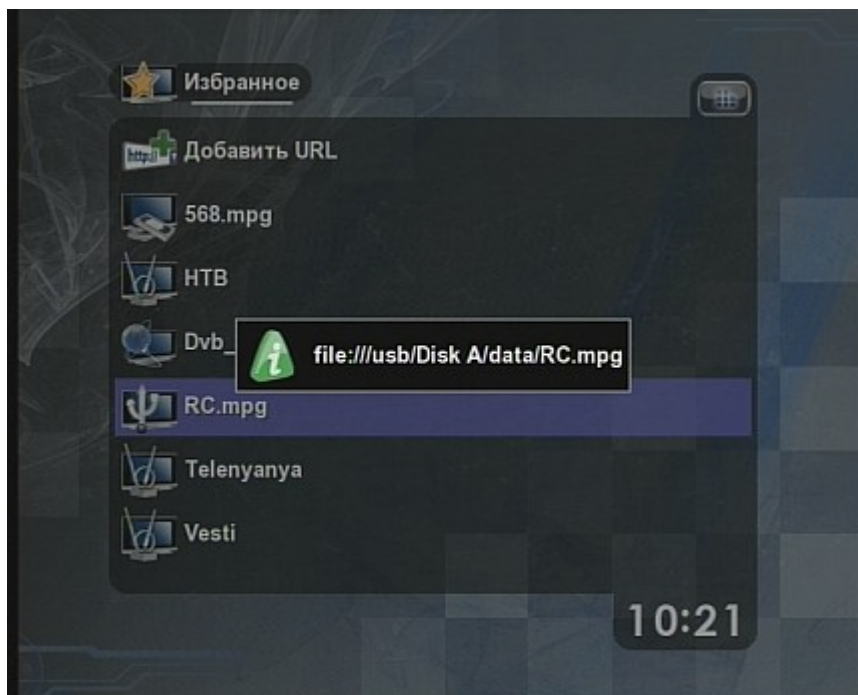 Избранное
http://
Добавить URL
568.mpg
НТВ
Dvb_
file:///usb/Disk A/data/RC.mpg
RC.mpg
Telenyanya
Vesti
10:21